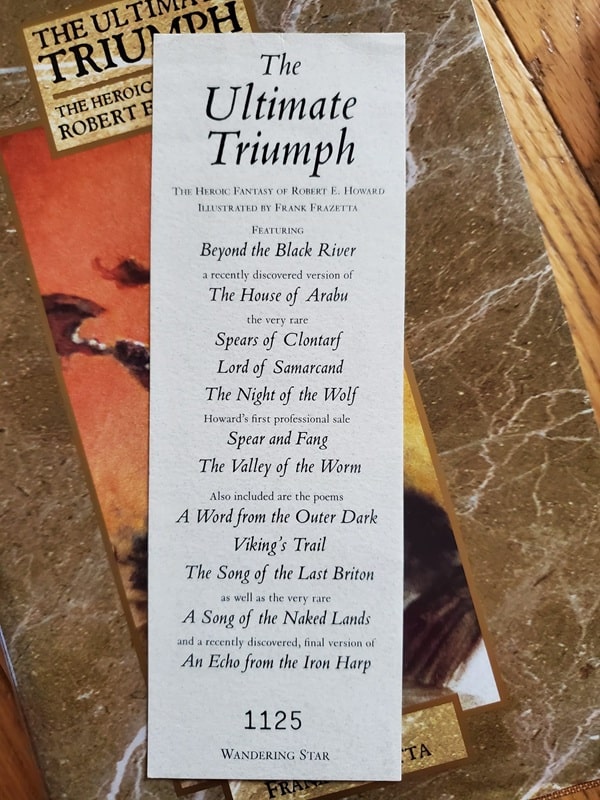 THE ULTIMATE
TRIUMPH
THE HEROIC
ROBERT E
The
Ultimate
Triumph
The Heroic Fantasy of Robert E. Howard
Illustrated by Frank Frazetta
Featuring
Beyond the Black River
a recently discovered version of
The House of Arabu
the very rare
Spears of Clontarf
Lord of Samarcand
The Night of the Wolf
Howard's first professional sale
Spear and Fang
The Valley of the Worm
Also included are the poems
A Word from the Outer Dark
Viking's Trail
The Song of the Last Briton
as well as the very rare
A Song of the Naked Lands
and a recently discovered, final version of
An Echo from the Iron Harp
1125
Wandering Star
FRAN ETTA